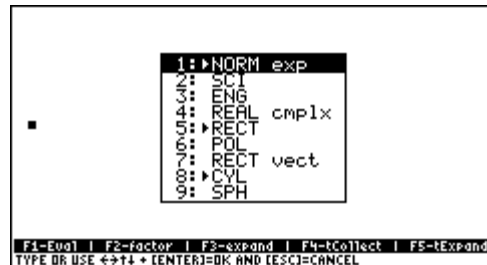 1:▸NORM exp
2: SCI
3: ENG
4: REAL cmplx
5:▸RECT
6: POL
7: RECT vect
8:▸CYL
9: SPH
F1-Eval | F2-factor | F3-expand | F4-tCollect | F5-tExpand
TYPE OR USE ←→↑↓ + [ENTER]=OK AND [ESC]=CANCEL